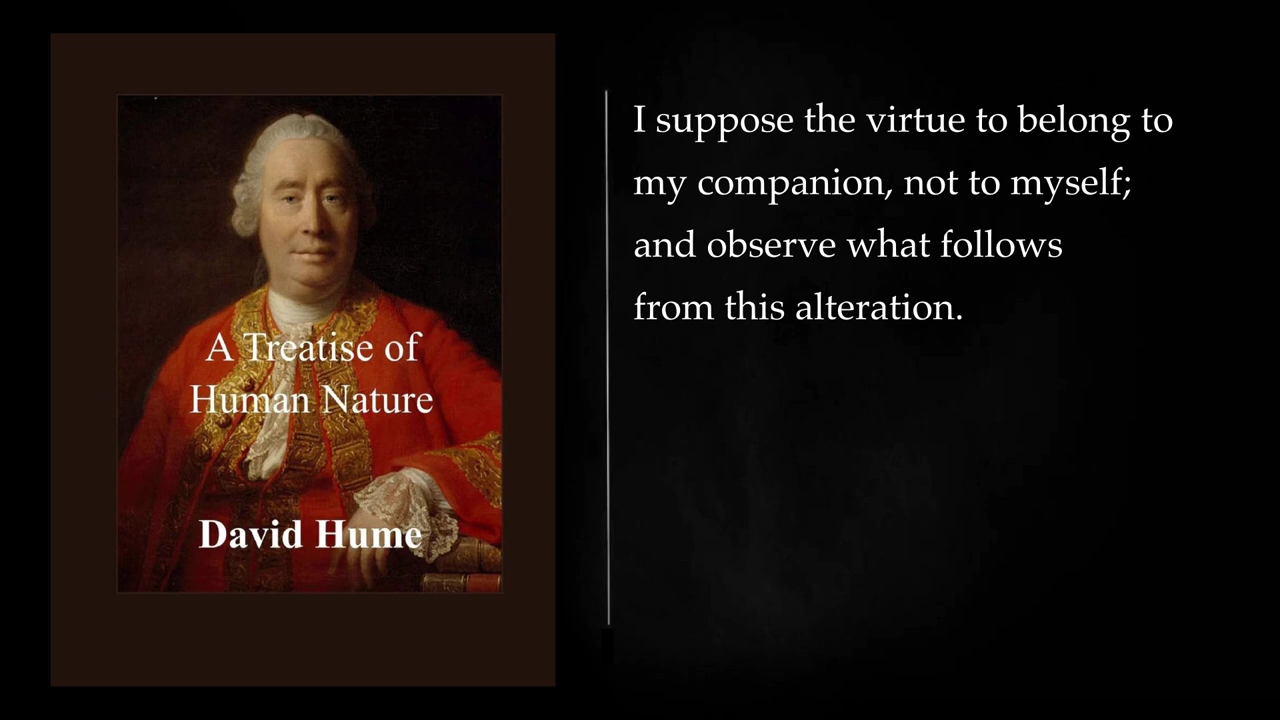 A Treatise of
Human Nature
David Hume
I suppose the virtue to belong to
my companion, not to myself;
and observe what follows
from this alteration.